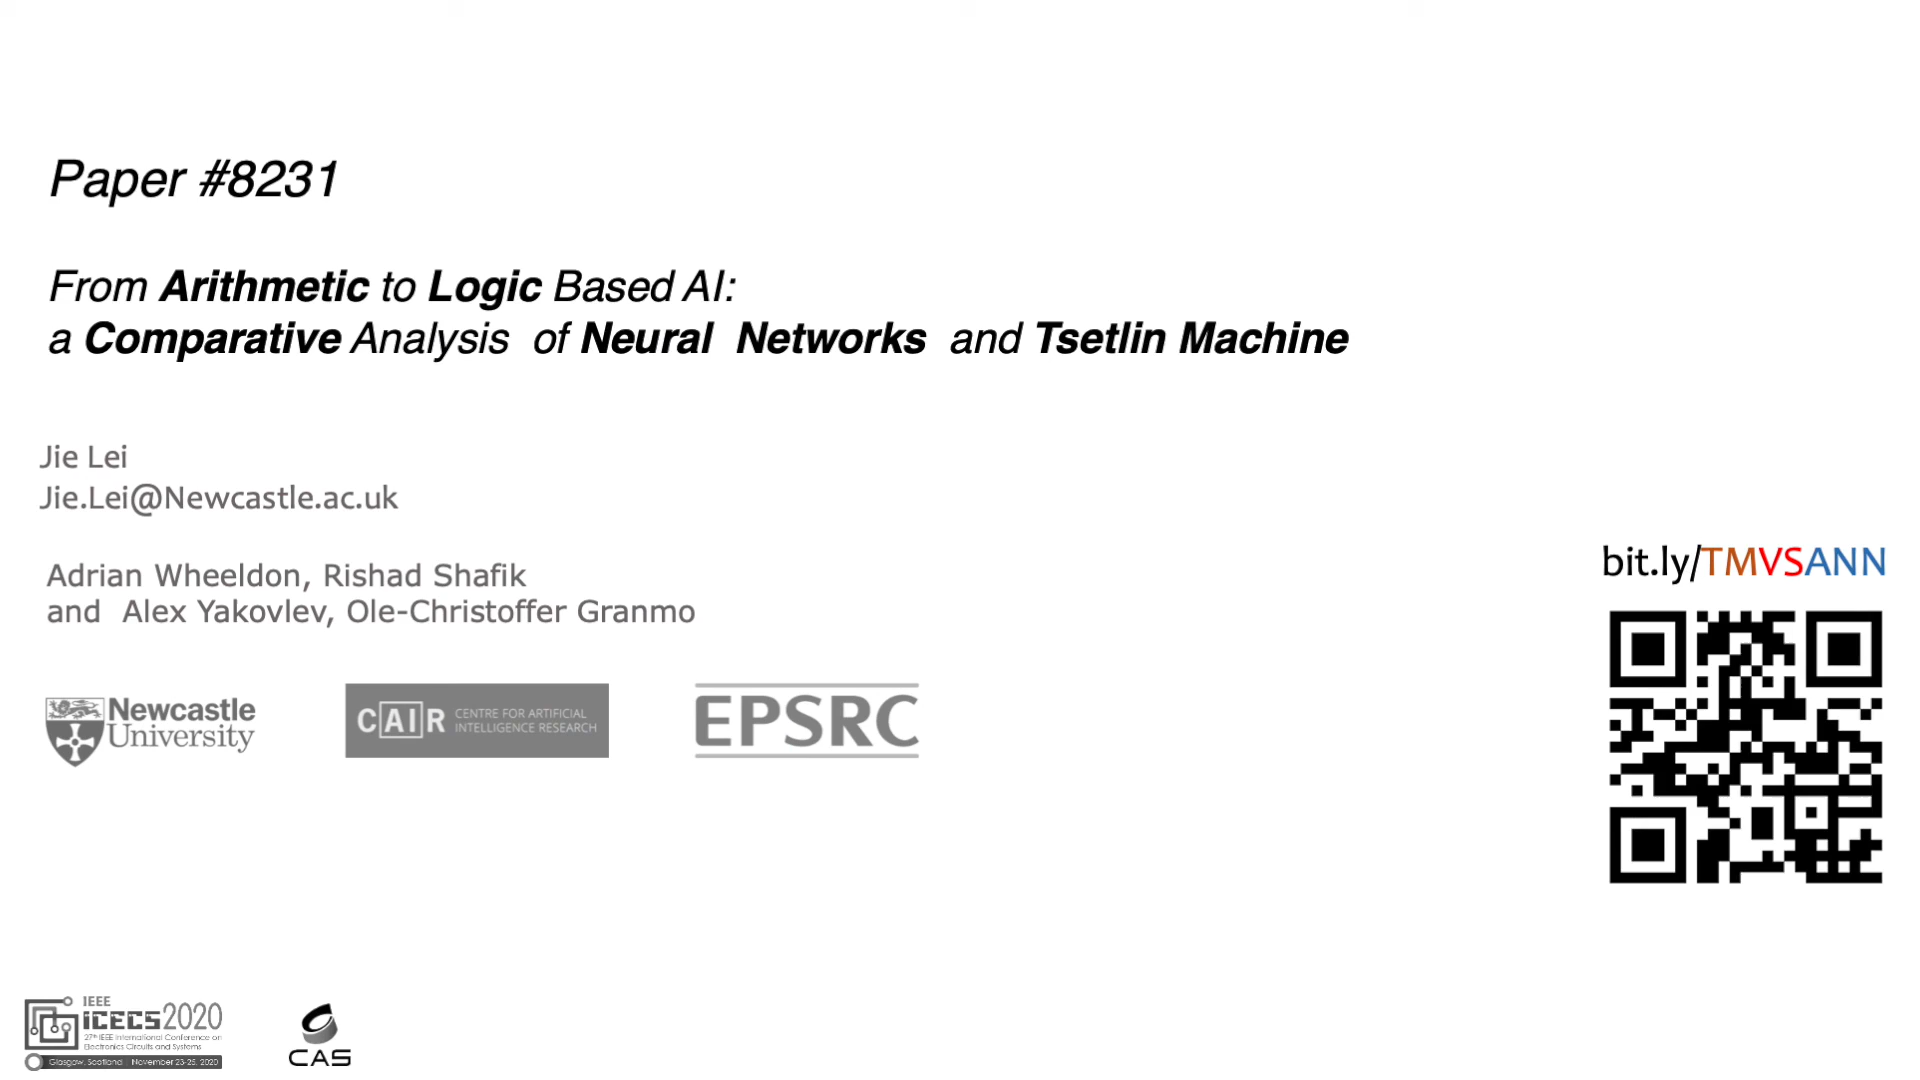 Paper #8231
From Arithmetic to Logic Based AI:
a Comparative Analysis of Neural Networks and Tsetlin Machine
Jie Lei
Jie.Lei@Newcastle.ac.uk
Adrian Wheeldon, Rishad Shafik
and Alex Yakovlev, Ole-Christoffer Granmo
bit.ly/TMVSANN
Newcastle
University
CAIR CENTRE FOR ARTIFICIAL
INTELLIGENCE RESEARCH
EPSRC
IEEE
ICECS2020
27th IEEE International Conference on
Electronics Circuits and Systems
Glasgow, Scotland | November 23-25, 2020
CAS